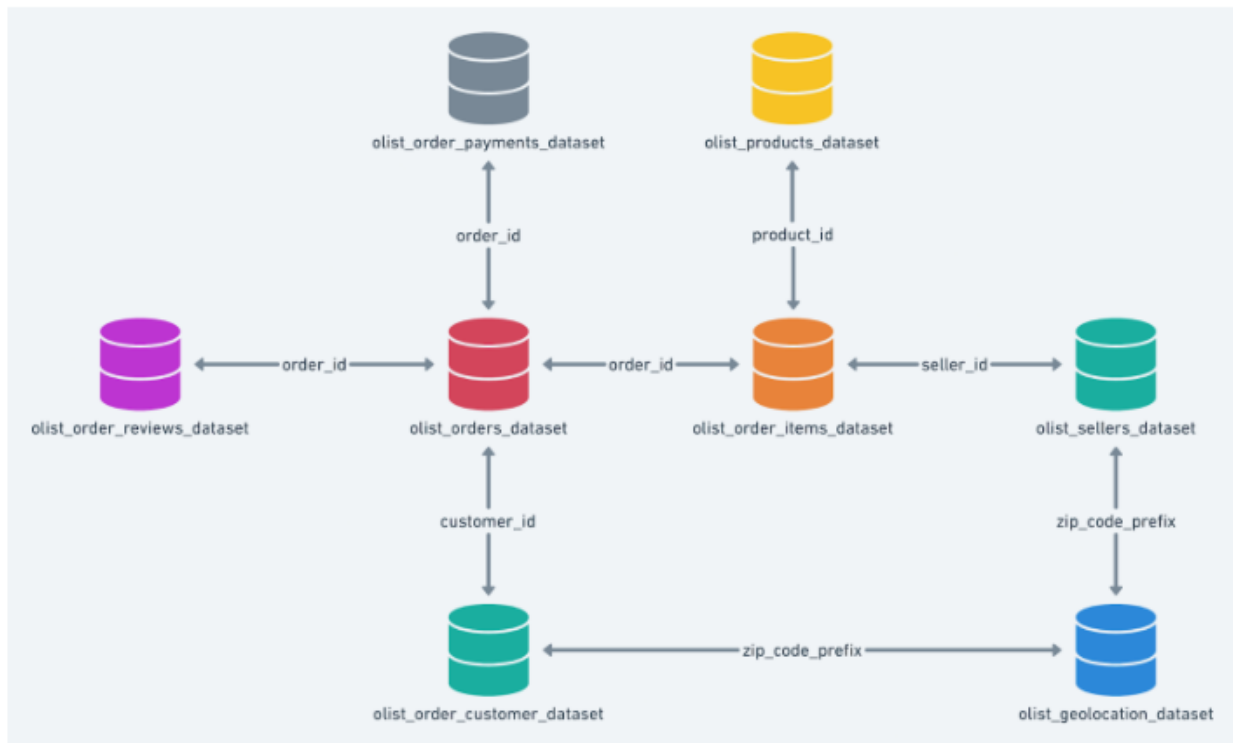 olist_order_payments_dataset
olist_products_dataset
order_id
product_id
order_id
order_id
seller_id
olist_order_reviews_dataset
olist_orders_dataset
olist_order_items_dataset
olist_sellers_dataset
customer_id
zip_code_prefix
zip_code_prefix
olist_order_customer_dataset
olist_geolocation_dataset